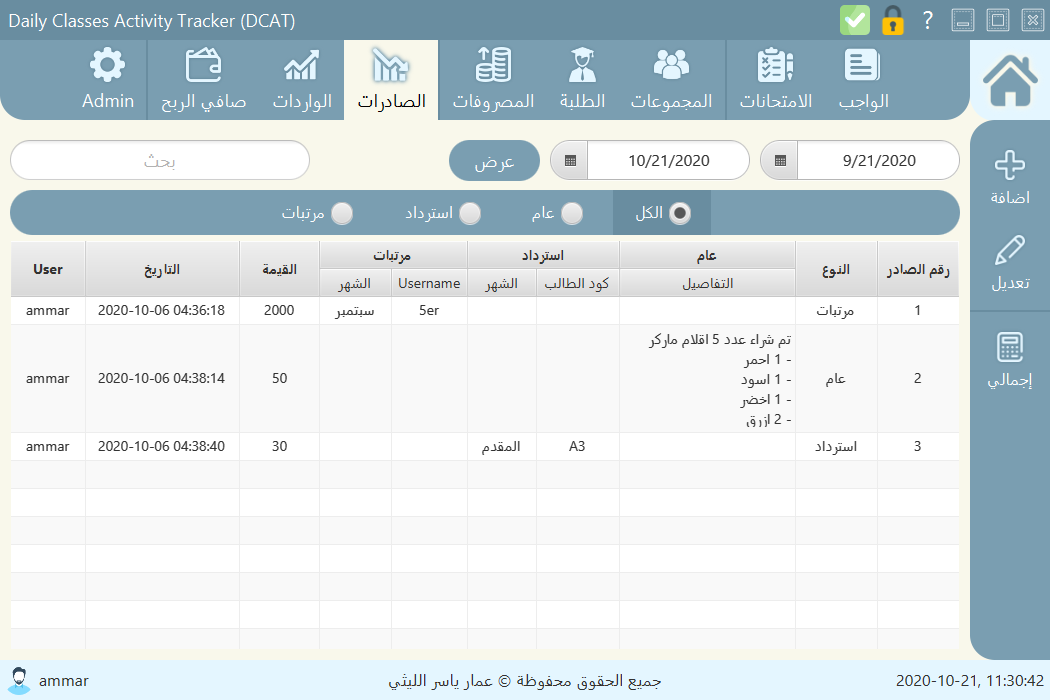 Daily Classes Activity Tracker (DCAT)
?
الواجب
الامتحانات
المجموعات
الطلبة
المصروفات
الصادرات
الواردات
صافي الربح
Admin
اضافة
تعديل
إجمالي
9/21/2020
10/21/2020
عرض
بحث
الكل
عام
استرداد
مرتبات
رقم الصادر
النوع
عام
استرداد
مرتبات
القيمة
التاريخ
User
التفاصيل
كود الطالب
الشهر
Username
الشهر
1
مرتبات
5er
سبتمبر
2000
2020-10-06 04:36:18
ammar
2
عام
تم شراء عدد 5 اقلام ماركر
- 1 احمر
- 1 اسود
- 1 اخضر
- 2 ازرق
50
2020-10-06 04:38:14
ammar
3
استرداد
A3
المقدم
30
2020-10-06 04:38:40
ammar
ammar
جميع الحقوق محفوظة © عمار ياسر الليثي
2020-10-21, 11:30:42